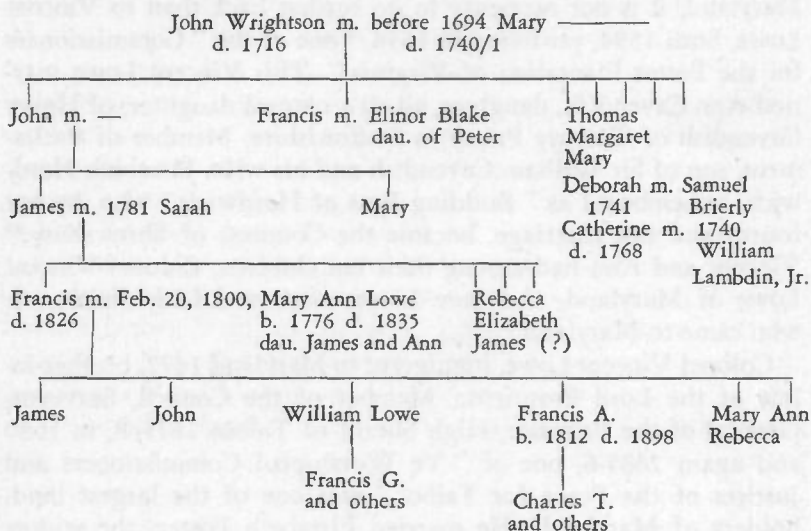 John Wrightson m. before 1694 Mary
d. 1716 d. 1740/1
John m. — Francis m. Elinor Blake Thomas
dau of Peter Margaret
Mary
Deborah m. Samuel
James m. 1781 Sarah Mary 1741 Brierly
Catherine m. 1740
d. 1768 William
Lambdin, Jr.
Francis m. Feb. 20, 1800, Mary Ann Lowe Rebecca
d. 1826 b. 1776 d. 1835 Elizabeth
dau. James and Ann James (?)
James John William Lowe Francis A. Mary Ann
b. 1812 d. 1898 Rebecca
Francis G.
and others Charles T.
and others